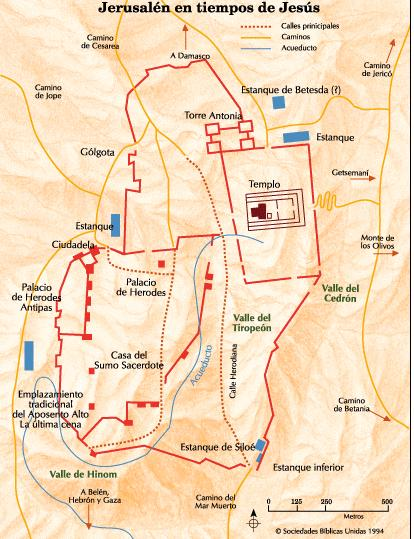 Jerusalén en tiempos de Jesús
Calles prinicipales
Caminos
Acueducto
Camino
de Cesarea
A Damasco
Camino
de Jericó
Camino
de Jope
Estanque de Betesda (?)
Torre Antonia
Estanque
Gólgota
Getsemaní
Templo
Estanque
Ciudadela
Monte de
los Olivos
Palacio
de Herodes
Antipas
Palacio
de Herodes
Valle del
Cedrón
Valle del
Tiropeón
Casa del
Sumo Sacerdote
Acueducto
Calle Herodiana
Emplazamiento
tradicional
del Aposento Alto
La última cena
Camino
de Betania
Estanque de Siloé
Estanque inferior
Valle de Hinom
A Belén,
Hebrón y Gaza
Camino del
Mar Muerto
0 125 250 500
Metros
© Sociedades Bíblicas Unidas 1994